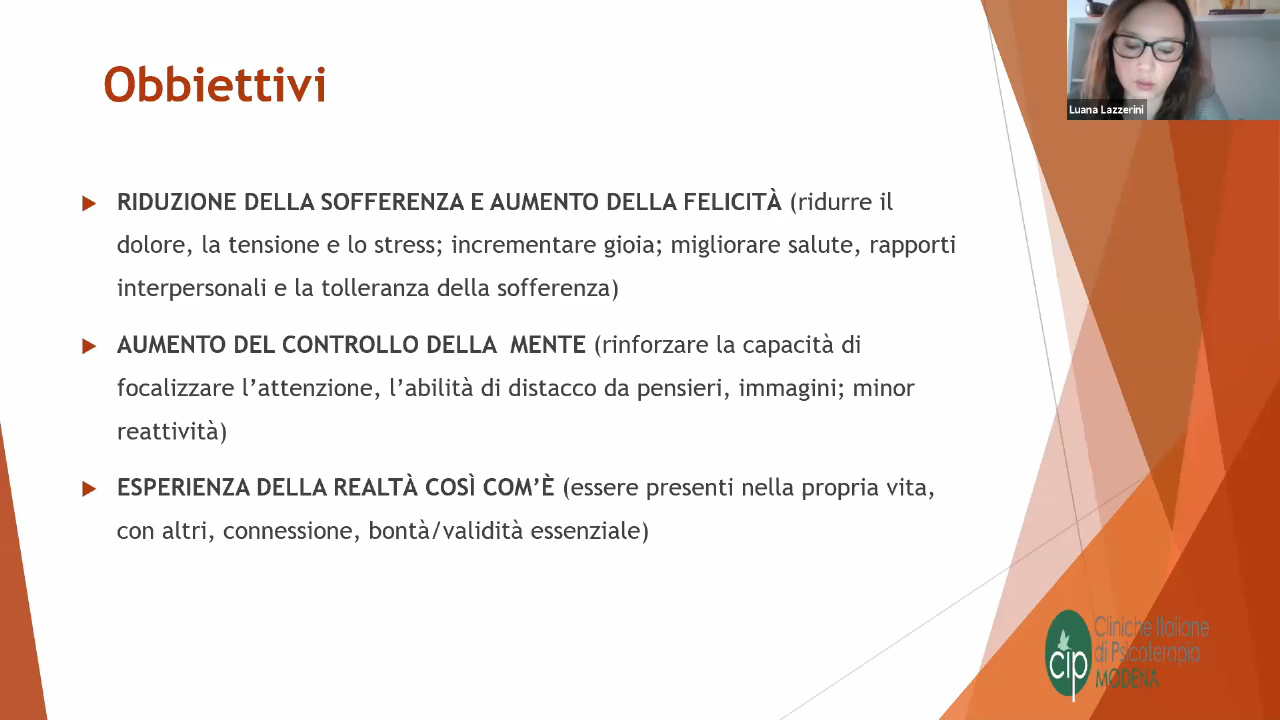 Obbiettivi
Luana Lazzerini
RIDUZIONE DELLA SOFFERENZA E AUMENTO DELLA FELICITÀ (ridurre il
dolore, la tensione e lo stress; incrementare gioia; migliorare salute, rapporti
interpersonali e la tolleranza della sofferenza)
AUMENTO DEL CONTROLLO DELLA MENTE (rinforzare la capacità di
focalizzare l’attenzione, l’abilità di distacco da pensieri, immagini; minor
reattività)
ESPERIENZA DELLA REALTÀ COSÌ COM’È (essere presenti nella propria vita,
con altri, connessione, bontà/validità essenziale)
cip
Cliniche Italiane
di Psicoterapia
MODENA